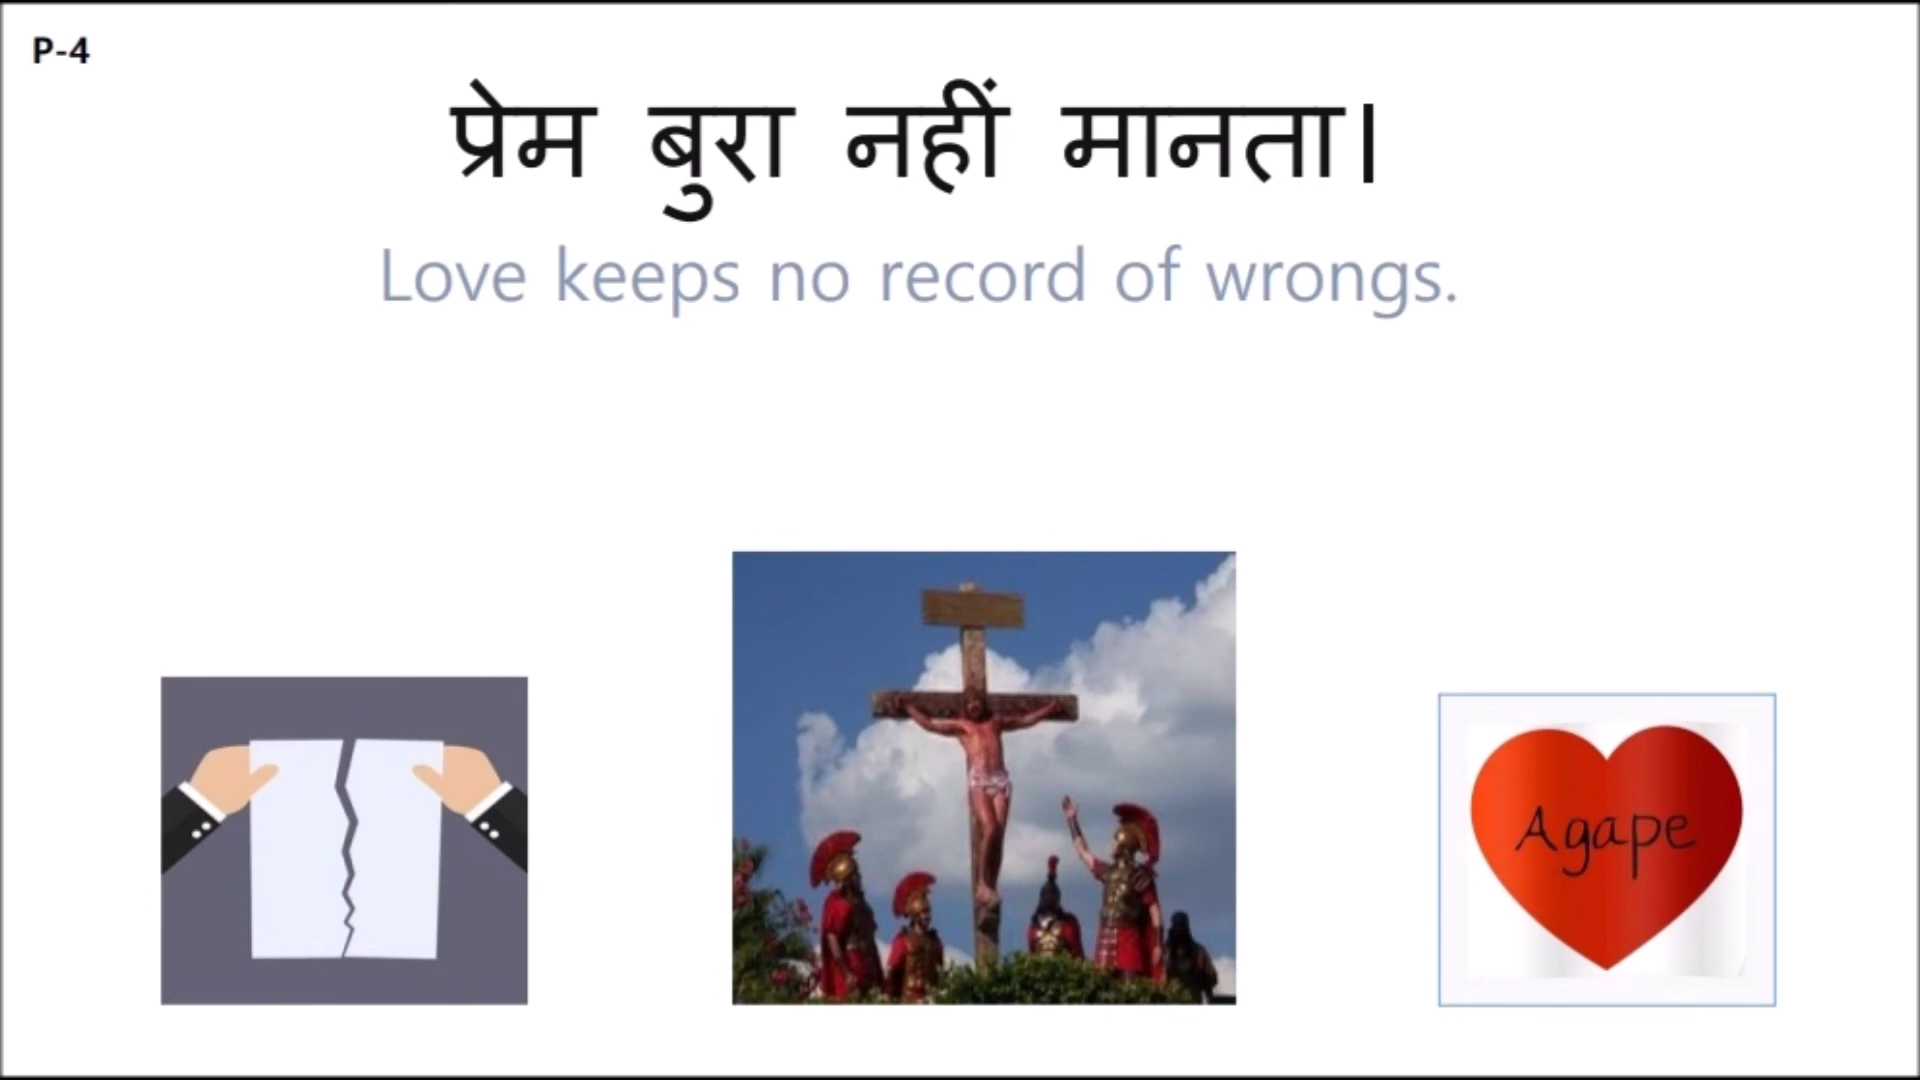 P-4
प्रेम बुरा नहीं मानता।
Love keeps no record of wrongs.
Agape